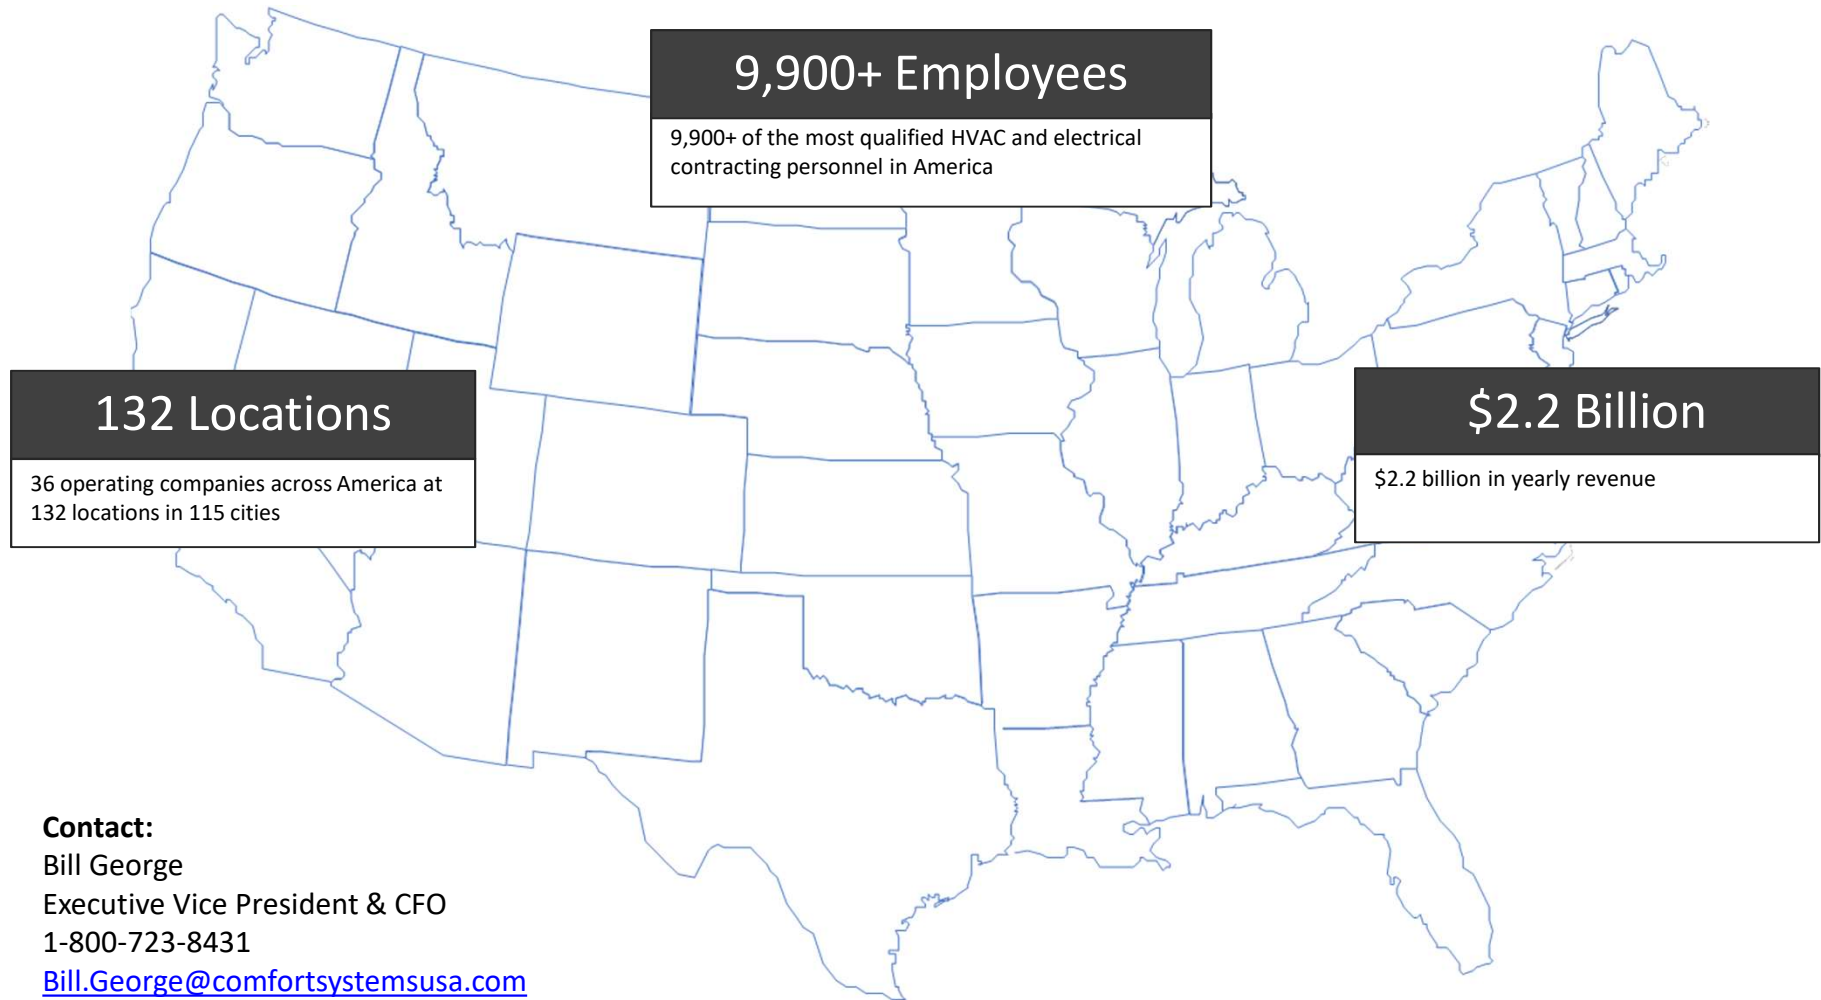 9,900+ Employees
9,900+ of the most qualified HVAC and electrical
contracting personnel in America
132 Locations
36 operating companies across America at
132 locations in 115 cities
$2.2 Billion
$2.2 billion in yearly revenue
Contact:
Bill George
Executive Vice President & CFO
1-800-723-8431
Bill.George@comfortsystemsusa.com